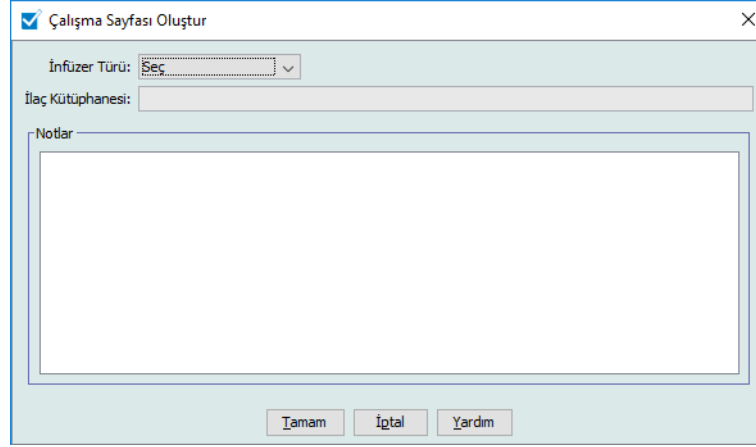 Çalışma Sayfası Oluştur
İnfüzer Türü: Seç
İlaç Kütüphanesi:
Notlar
Tamam İptal Yardım